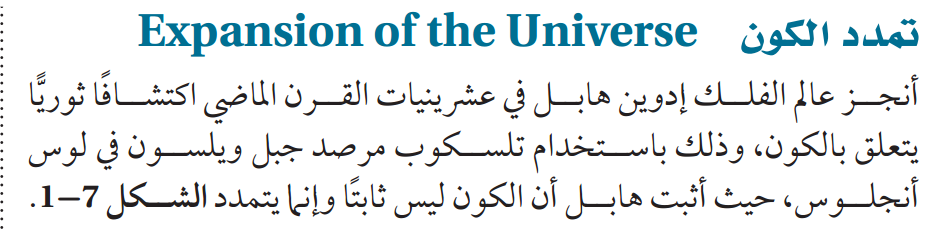 تمدد الكون Expansion of the Universe
أنجز عالم الفلك إدوين هابل في عشرينيات القرن الماضي اكتشافًا ثوريًّا
يتعلق بالكون، وذلك باستخدام تلسكوب مرصد جبل ويلسون في لوس
أنجلوس، حيث أثبت هابل أن الكون ليس ثابتًا وإنما يتمدد الشكل 7–1.